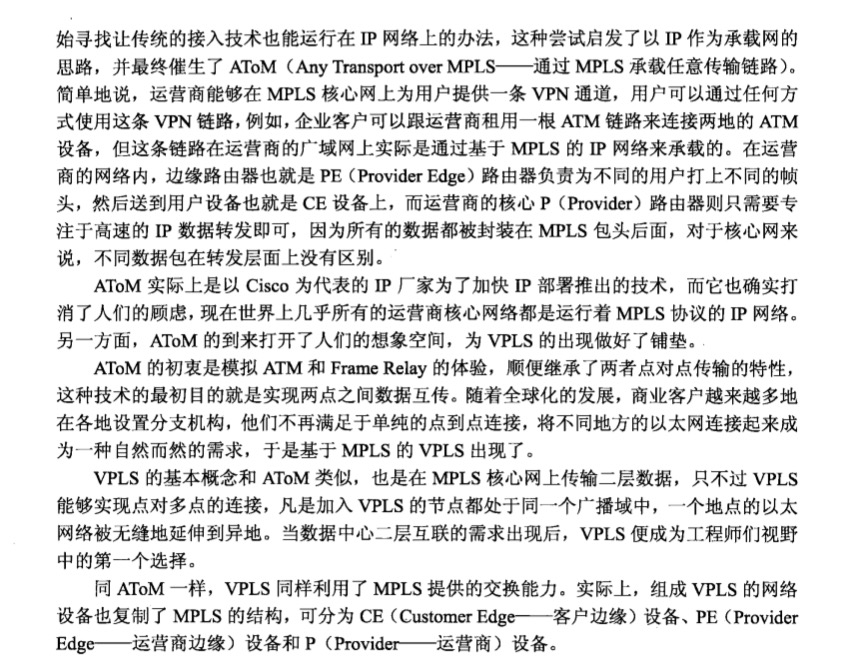 始寻找让传统的接入技术也能运行在 IP 网络上的办法，这种尝试启发了以 IP 作为承载网的
思路，并最终催生了 AToM（Any Transport over MPLS——通过 MPLS 承载任意传输链路）。
简单地说，运营商能够在 MPLS 核心网上为用户提供一条 VPN 通道，用户可以通过任何方
式使用这条 VPN 链路，例如，企业客户可以跟运营商租用一根 ATM 链路来连接两地的 ATM
设备，但这条链路在运营商的广域网上实际是通过基于 MPLS 的 IP 网络来承载的。在运营
商的网络内，边缘路由器也就是 PE（Provider Edge）路由器负责为不同的用户打上不同的帧
头，然后送到用户设备也就是 CE 设备上，而运营商的核心 P（Provider）路由器则只需要专
注于高速的 IP 数据转发即可，因为所有的数据都被封装在 MPLS 包头后面，对于核心网来
说，不同数据包在转发层面上没有区别。
AToM 实际上是以 Cisco 为代表的 IP 厂家为了加快 IP 部署推出的技术，而它也确实打
消了人们的顾虑，现在世界上几乎所有的运营商核心网络都是运行着 MPLS 协议的 IP 网络。
另一方面，AToM 的到来打开了人们的想象空间，为 VPLS 的出现做好了铺垫。
AToM 的初衷是模拟 ATM 和 Frame Relay 的体验，顺便继承了两者点对点传输的特性，
这种技术的最初目的就是实现两点之间数据互传。随着全球化的发展，商业客户越来越多地
在各地设置分支机构，他们不再满足于单纯的点到点连接，将不同地方的以太网连接起来成
为一种自然而然的需求，于是基于 MPLS 的 VPLS 出现了。
VPLS 的基本概念和 AToM 类似，也是在 MPLS 核心网上传输二层数据，只不过 VPLS
能够实现点对多点的连接，凡是加入 VPLS 的节点都处于同一个广播域中，一个地点的以太
网络被无缝地延伸到异地。当数据中心二层互联的需求出现后，VPLS 便成为工程师们视野
中的第一个选择。
同 AToM 一样，VPLS 同样利用了 MPLS 提供的交换能力。实际上，组成 VPLS 的网络
设备也复制了 MPLS 的结构，可分为 CE（Customer Edge——客户边缘）设备、PE（Provider
Edge——运营商边缘）设备和 P（Provider——运营商）设备。